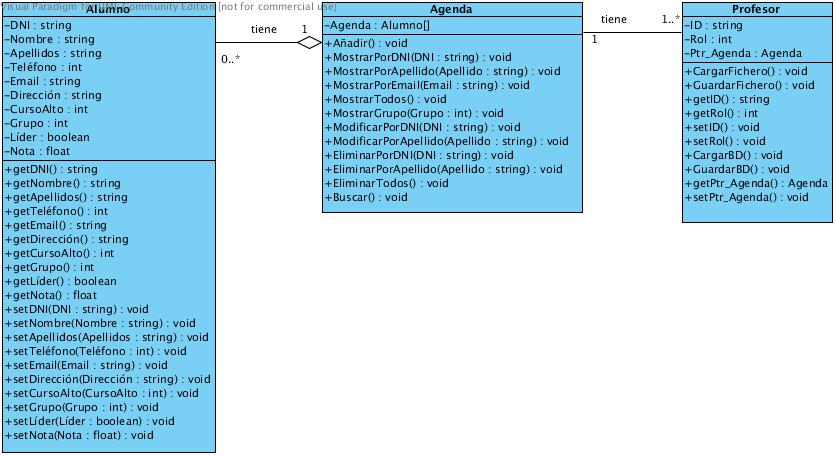 Visual Paradigm for UML Community Edition [not for commercial use]
Alumno
-DNI : string
-Nombre : string
-Apellidos : string
-Teléfono : int
-Email : string
-Dirección : string
-CursoAlto : int
-Grupo : int
-Líder : boolean
-Nota : float
+getDNI() : string
+getNombre() : string
+getApellidos() : string
+getTeléfono() : int
+getEmail() : string
+getDirección() : string
+getCursoAlto() : int
+getGrupo() : int
+getLíder() : boolean
+getNota() : float
+setDNI(DNI : string) : void
+setNombre(Nombre : string) : void
+setApellidos(Apellidos : string) : void
+setTeléfono(Teléfono : int) : void
+setEmail(Email : string) : void
+setDirección(Dirección : string) : void
+setCursoAlto(CursoAlto : int) : void
+setGrupo(Grupo : int) : void
+setLíder(Líder : boolean) : void
+setNota(Nota : float) : void
tiene
1
0..*
Agenda
-Agenda : Alumno[]
+Añadir() : void
+MostrarPorDNI(DNI : string) : void
+MostrarPorApellido(Apellido : string) : void
+MostrarPorEmail(Email : string) : void
+MostrarTodos() : void
+MostrarGrupo(Grupo : int) : void
+ModificarPorDNI(DNI : string) : void
+ModificarPorApellido(Apellido : string) : void
+EliminarPorDNI(DNI : string) : void
+EliminarPorApellido(Apellido : string) : void
+EliminarTodos() : void
+Buscar() : void
tiene
1..*
1
Profesor
-ID : string
-Rol : int
-Ptr_Agenda : Agenda
+CargarFichero() : void
+GuardarFichero() : void
+getID() : string
+getRol() : int
+setID() : void
+setRol() : void
+CargarBD() : void
+GuardarBD() : void
+getPtr_Agenda() : Agenda
+setPtr_Agenda() : void